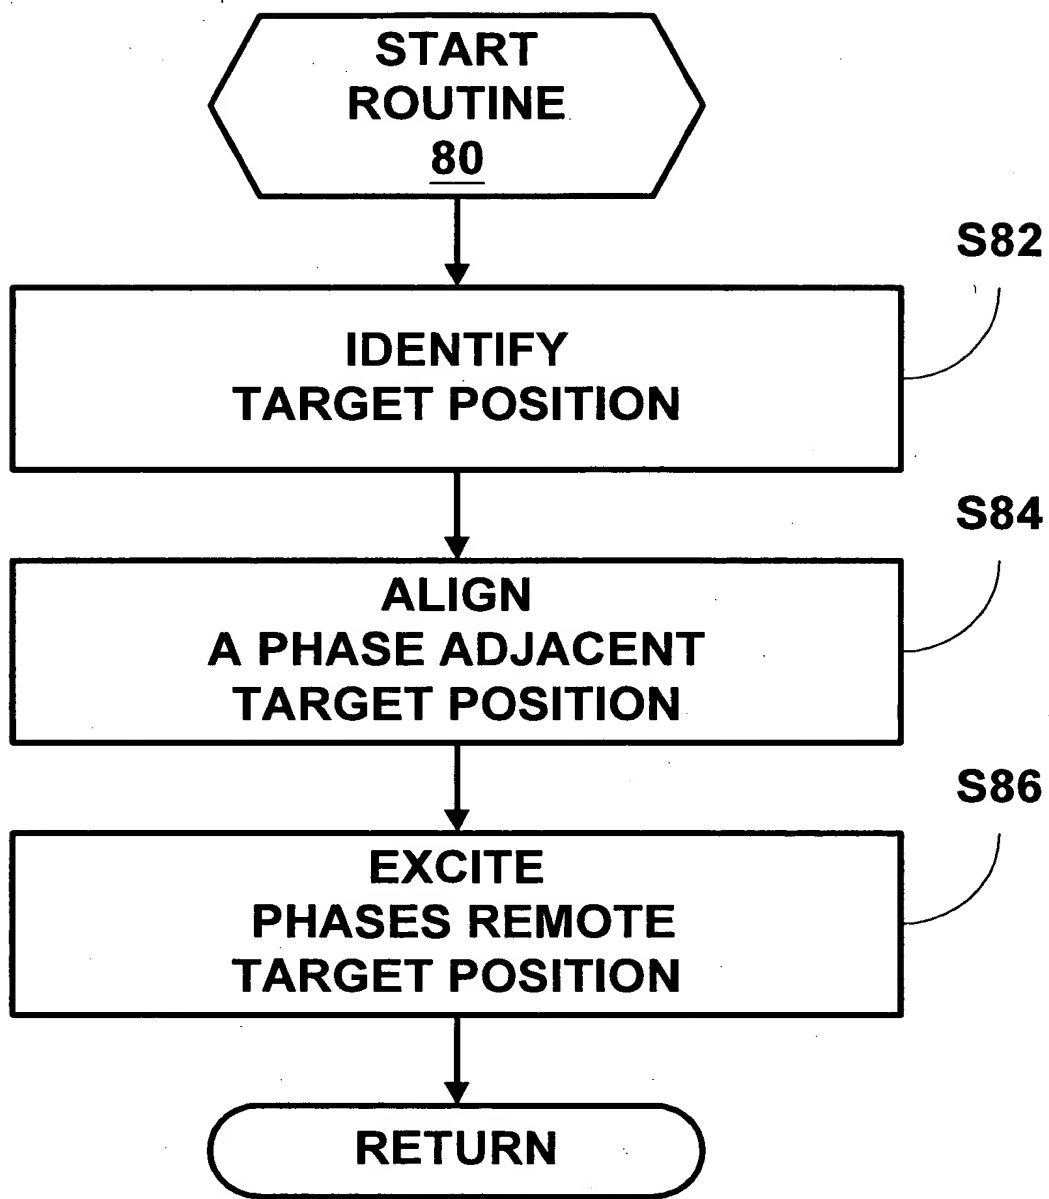 START
ROUTINE
80
S82
IDENTIFY
TARGET POSITION
S84
ALIGN
A PHASE ADJACENT
TARGET POSITION
S86
EXCITE
PHASES REMOTE
TARGET POSITION
RETURN